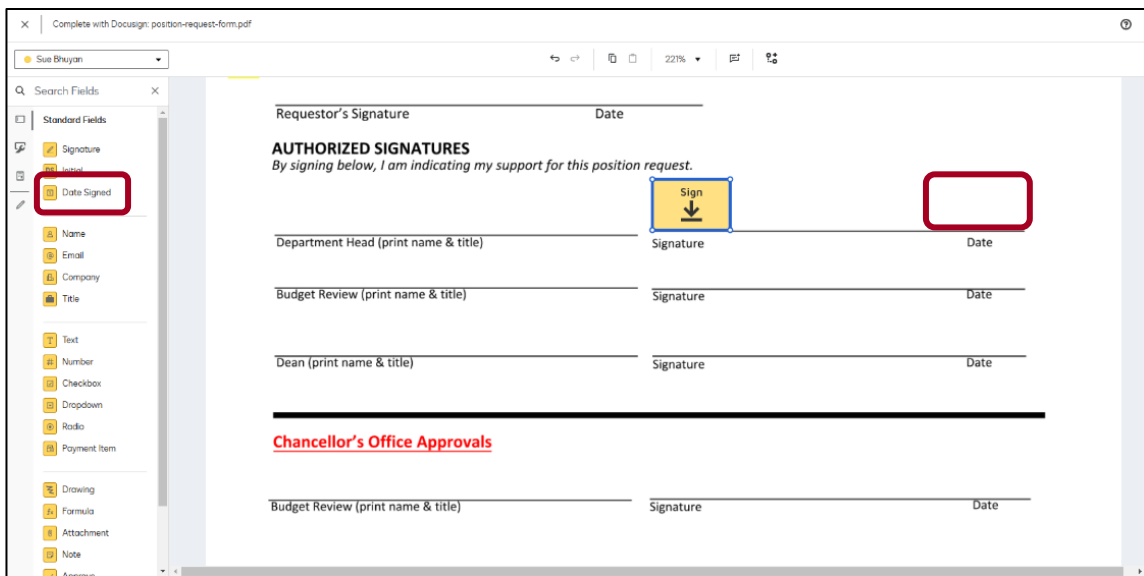 Complete with Docusign: position-request-form.pdf
Sue Bhuyan
221%
Search Fields
Standard Fields
Signature
Initial
Date Signed
Name
Email
Company
Title
Text
Number
Checkbox
Dropdown
Radio
Payment Item
Drawing
Formula
Attachment
Note
Approve
Requestor's Signature Date
AUTHORIZED SIGNATURES
By signing below, I am indicating my support for this position request.
Sign
Department Head (print name & title) Signature Date
Budget Review (print name & title) Signature Date
Dean (print name & title) Signature Date
Chancellor's Office Approvals
Budget Review (print name & title) Signature Date